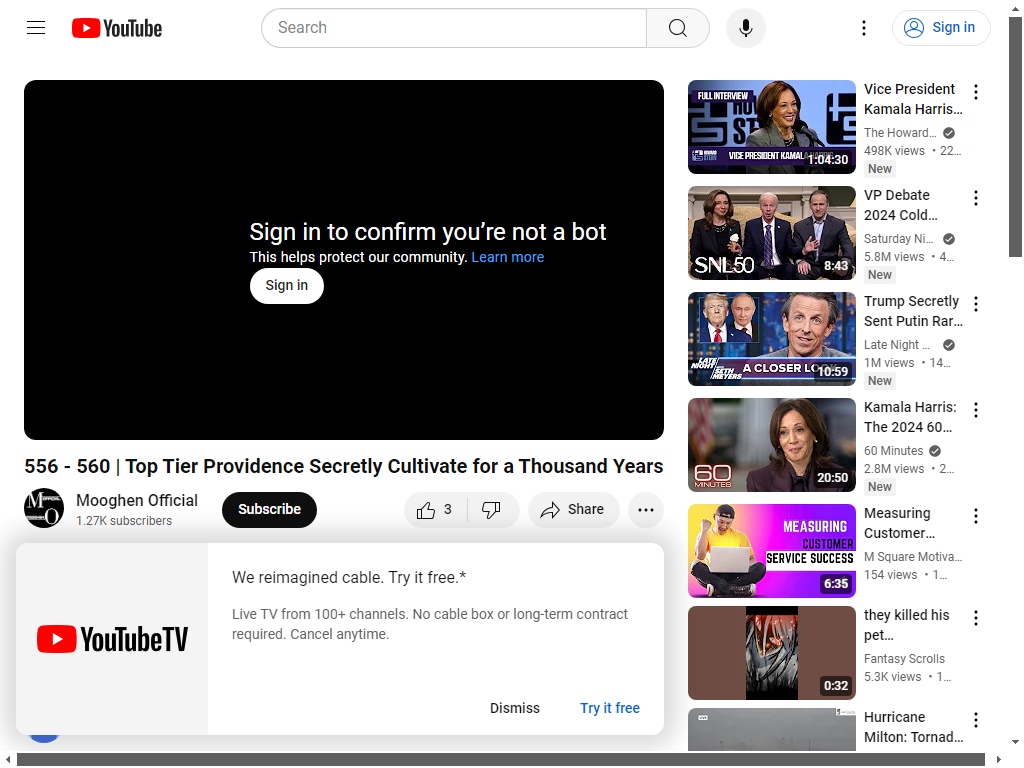 YouTube
Search
Sign in
Sign in to confirm you're not a bot
This helps protect our community. Learn more
Sign in
556 - 560 | Top Tier Providence Secretly Cultivate for a Thousand Years
Mooghen Official
1.27K subscribers
Subscribe
3
Share
We reimagined cable. Try it free.*
Live TV from 100+ channels. No cable box or long-term contract
required. Cancel anytime.
YouTubeTV
Dismiss
Try it free
FULL INTERVIEW
VICE PRESIDENT KAMALA HARRIS
1:04:30
Vice President
Kamala Harris…
The Howard…
498K views • 22…
New
SNL50
8:43
VP Debate
2024 Cold…
Saturday Ni…
5.8M views • 4…
New
LATE NIGHT SETH MEYERS
A CLOSER LOOK
10:59
Trump Secretly
Sent Putin Rar…
Late Night …
1M views • 14…
New
60 MINUTES
20:50
Kamala Harris:
The 2024 60…
60 Minutes
2.8M views • 2…
New
MEASURING
CUSTOMER
SERVICE SUCCESS
6:35
Measuring
Customer…
M Square Motiva…
154 views • 1…
0:32
they killed his
pet…
Fantasy Scrolls
5.3K views • 1…
Hurricane
Milton: Tornad…